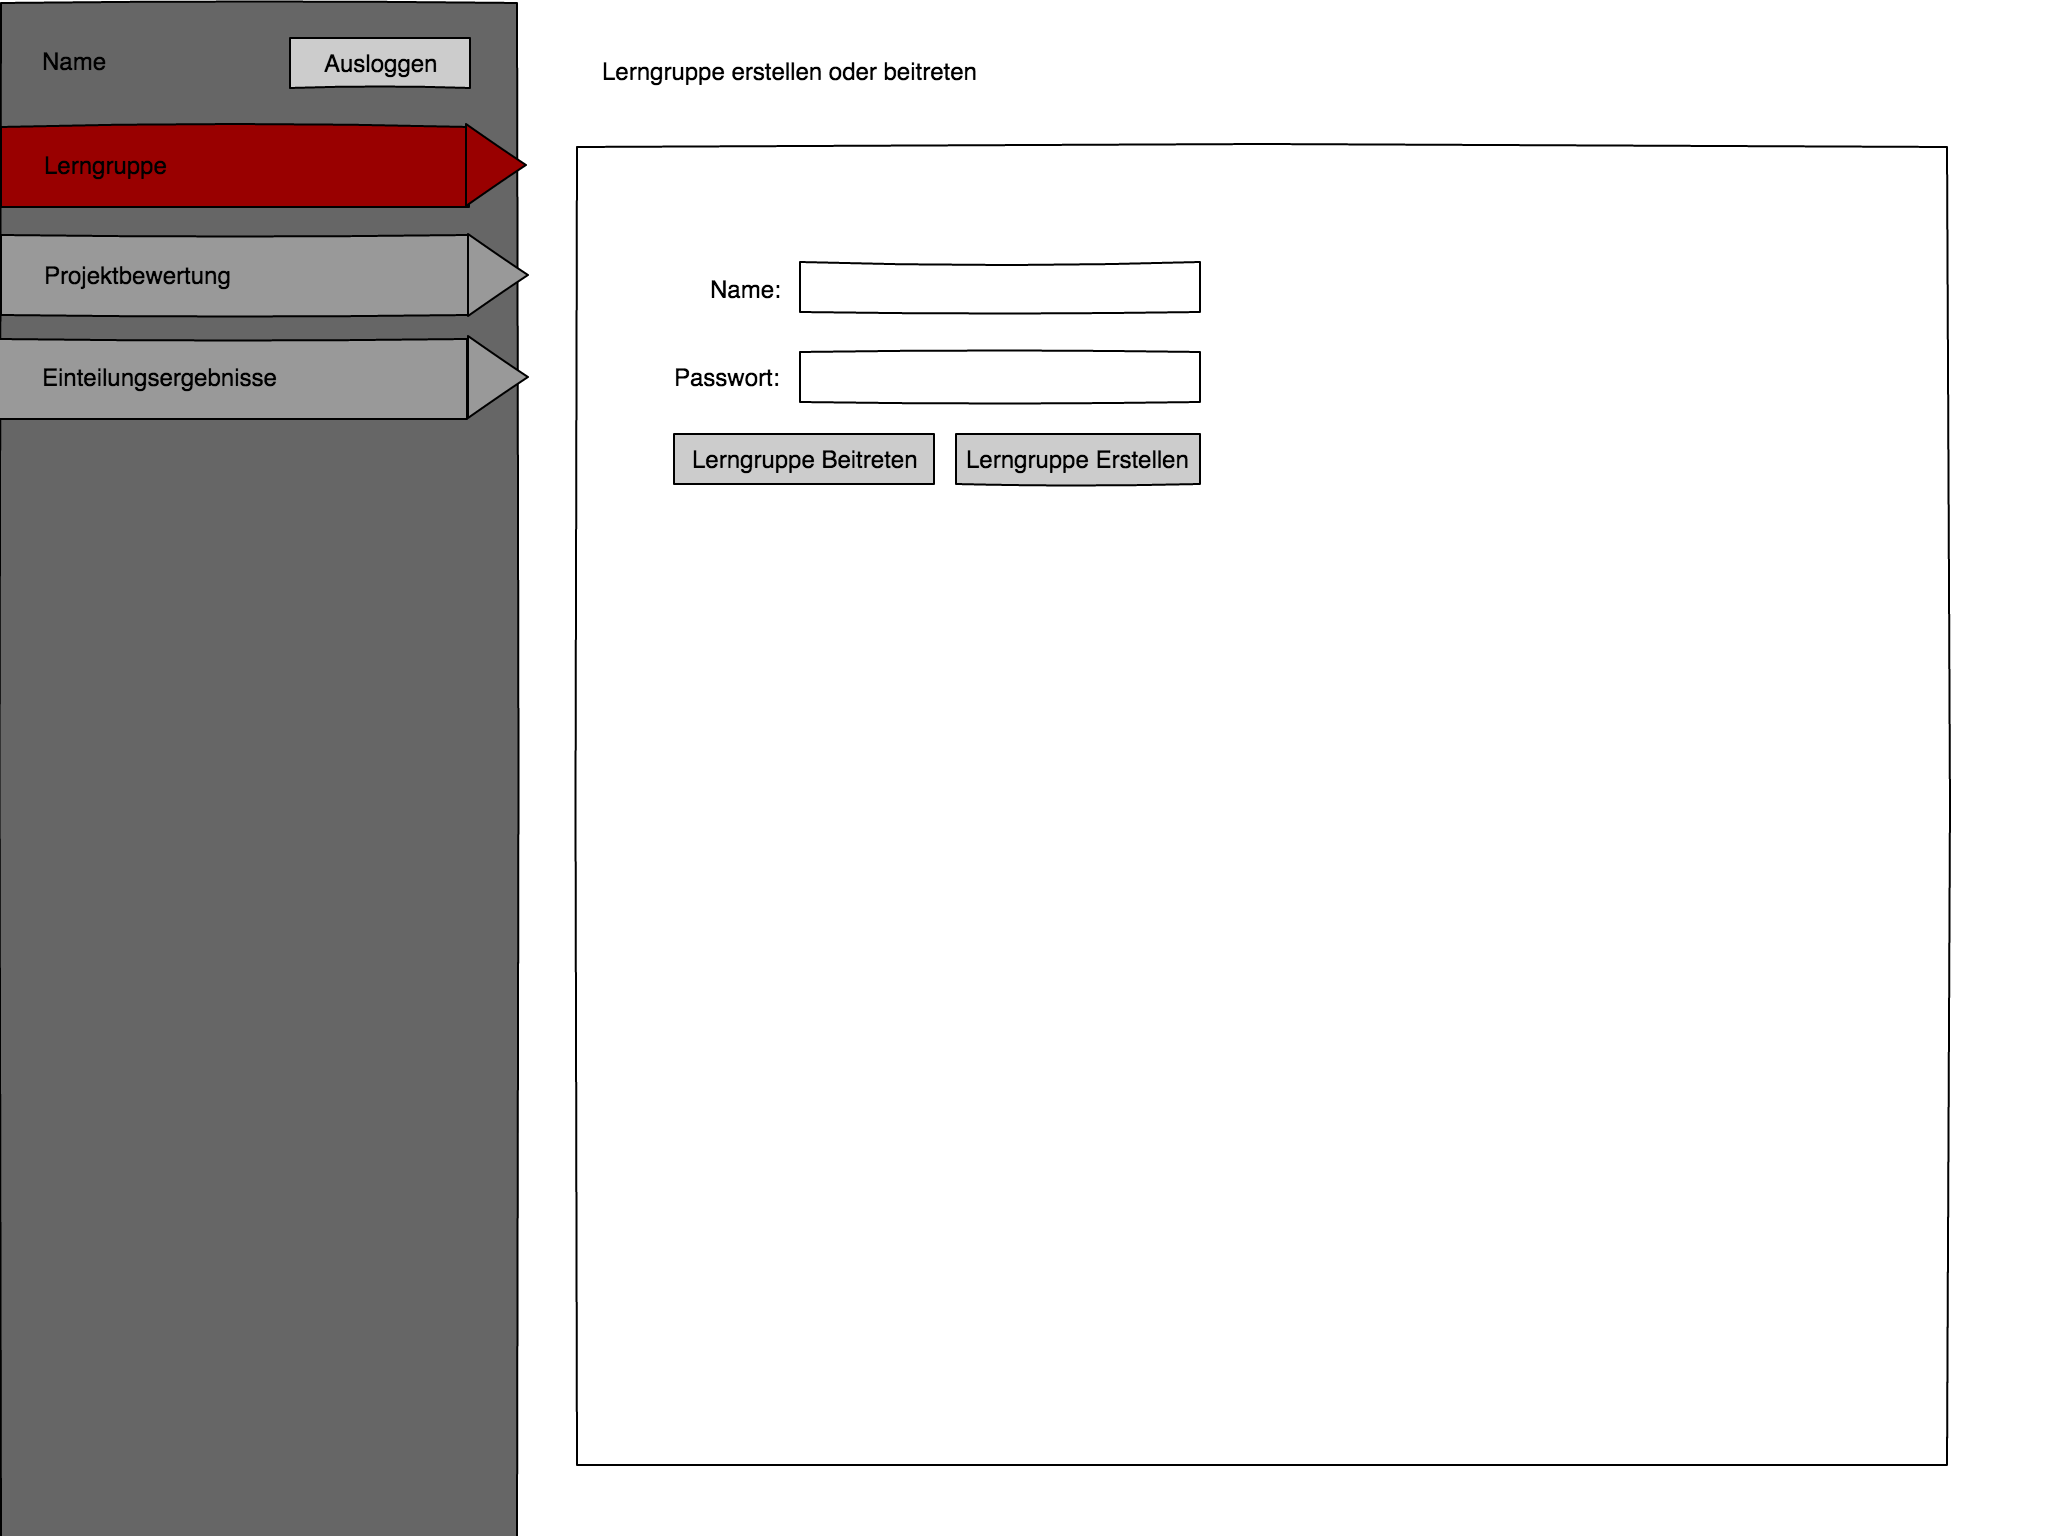 Name
Ausloggen
Lerngruppe
Projektbewertung
Einteilungsergebnisse
Lerngruppe erstellen oder beitreten
Name:
Passwort:
Lerngruppe Beitreten
Lerngruppe Erstellen